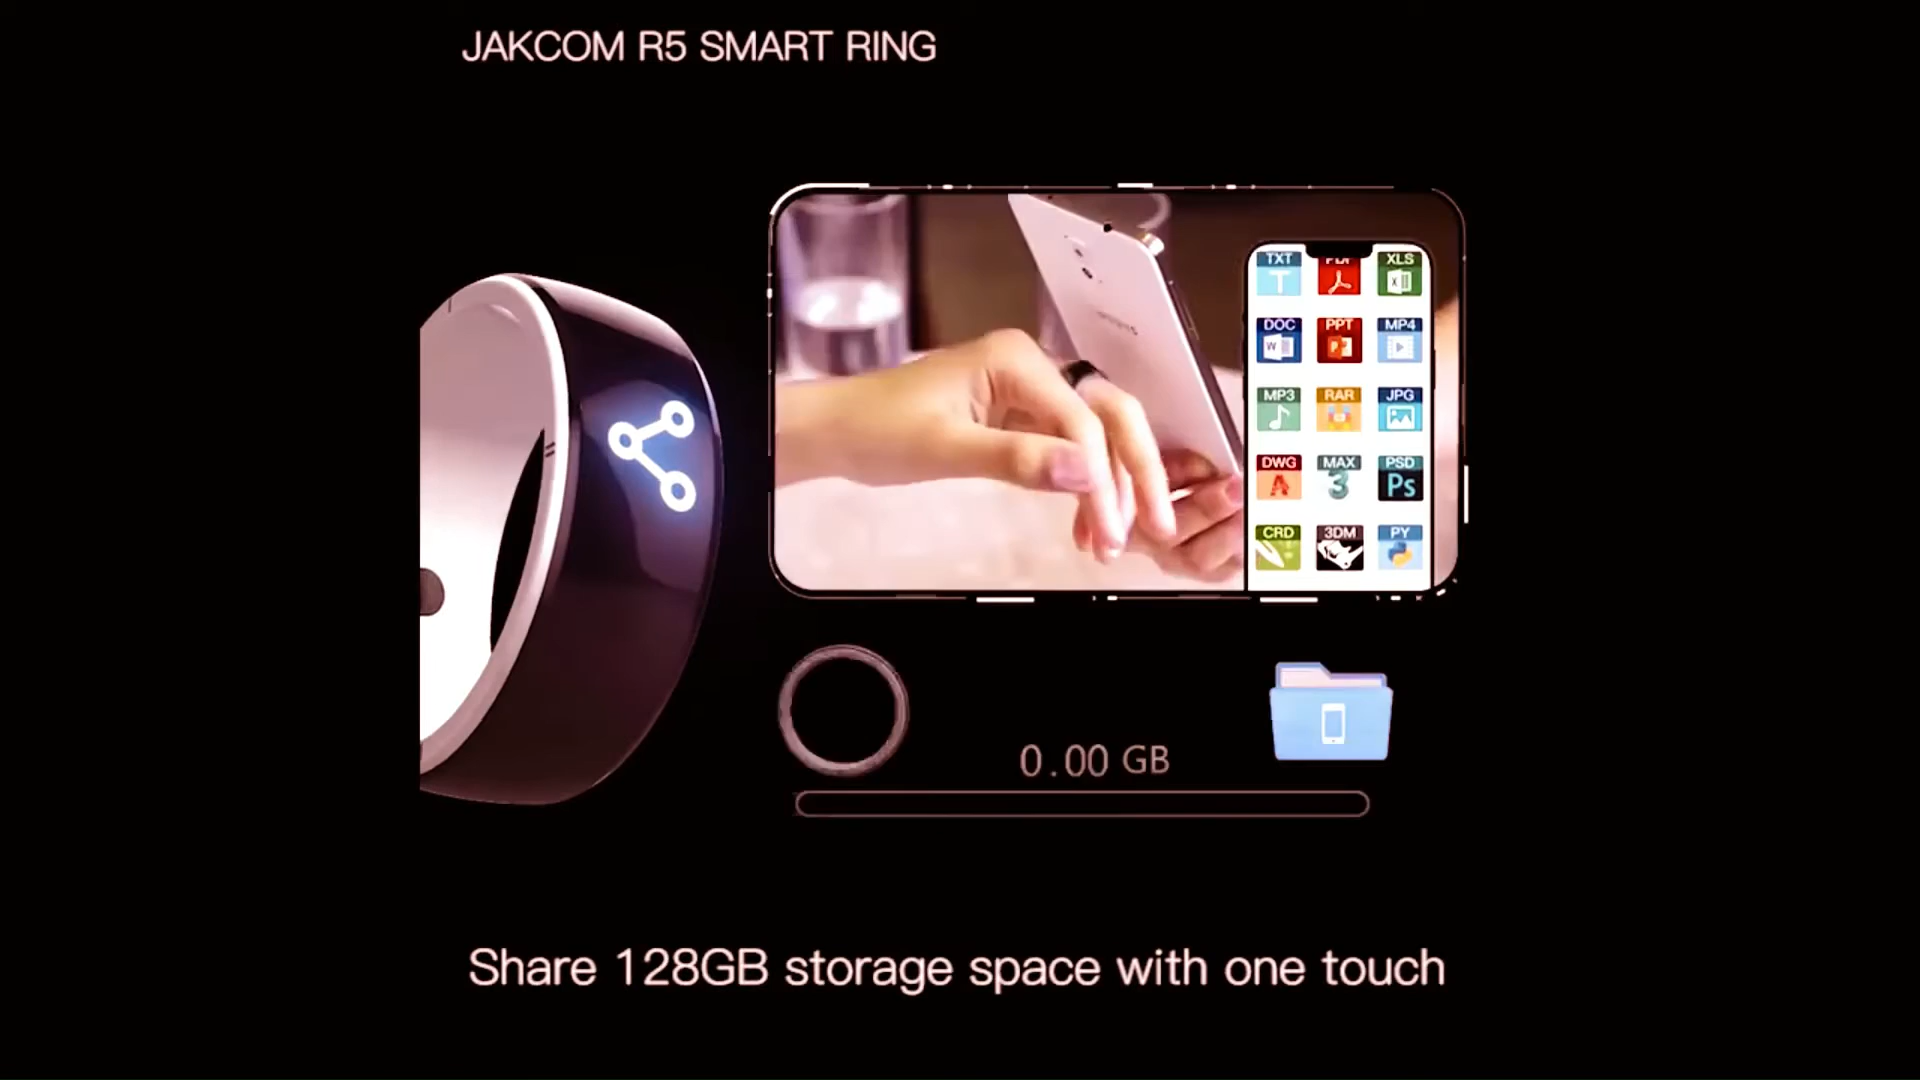 JAKCOM R5 SMART RING
TXT PDF XLS
DOC PPT MP4
MP3 RAR JPG
DWG MAX PSD
Ps
CRD 3DM PY
0.00 GB
Share 128GB storage space with one touch